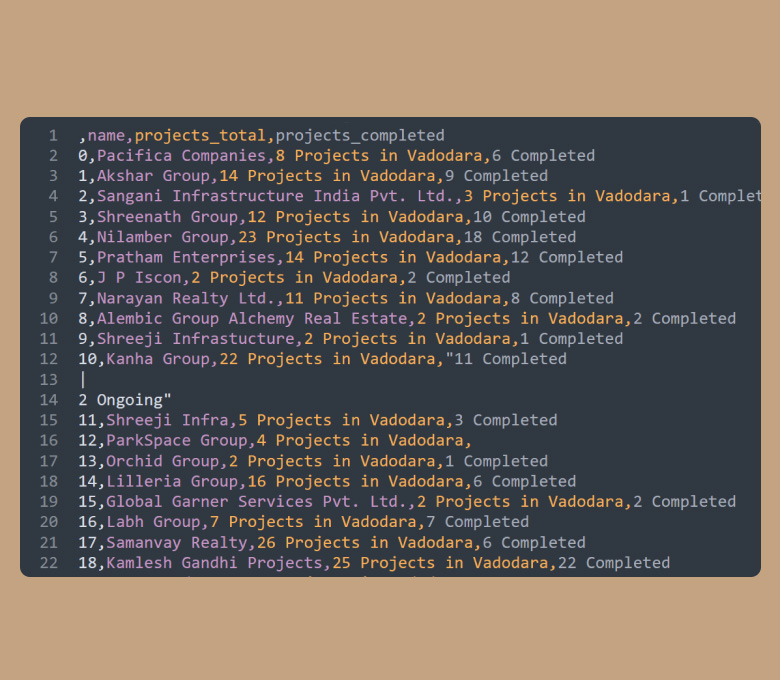 1 ,name,projects_total,projects_completed
2 0,Pacifica Companies,8 Projects in Vadodara,6 Completed
3 1,Akshar Group,14 Projects in Vadodara,9 Completed
4 2,Sangani Infrastructure India Pvt. Ltd.,3 Projects in Vadodara,1 Complet
5 3,Shreenath Group,12 Projects in Vadodara,10 Completed
6 4,Nilamber Group,23 Projects in Vadodara,18 Completed
7 5,Pratham Enterprises,14 Projects in Vadodara,12 Completed
8 6,J P Iscon,2 Projects in Vadodara,2 Completed
9 7,Narayan Realty Ltd.,11 Projects in Vadodara,8 Completed
10 8,Alembic Group Alchemy Real Estate,2 Projects in Vadodara,2 Completed
11 9,Shreeji Infrastucture,2 Projects in Vadodara,1 Completed
12 10,Kanha Group,22 Projects in Vadodara,"11 Completed
13 |
14 2 Ongoing"
15 11,Shreeji Infra,5 Projects in Vadodara,3 Completed
16 12,ParkSpace Group,4 Projects in Vadodara,
17 13,Orchid Group,2 Projects in Vadodara,1 Completed
18 14,Lilleria Group,16 Projects in Vadodara,6 Completed
19 15,Global Garner Services Pvt. Ltd.,2 Projects in Vadodara,2 Completed
20 16,Labh Group,7 Projects in Vadodara,7 Completed
21 17,Samanvay Realty,26 Projects in Vadodara,6 Completed
22 18,Kamlesh Gandhi Projects,25 Projects in Vadodara,22 Completed